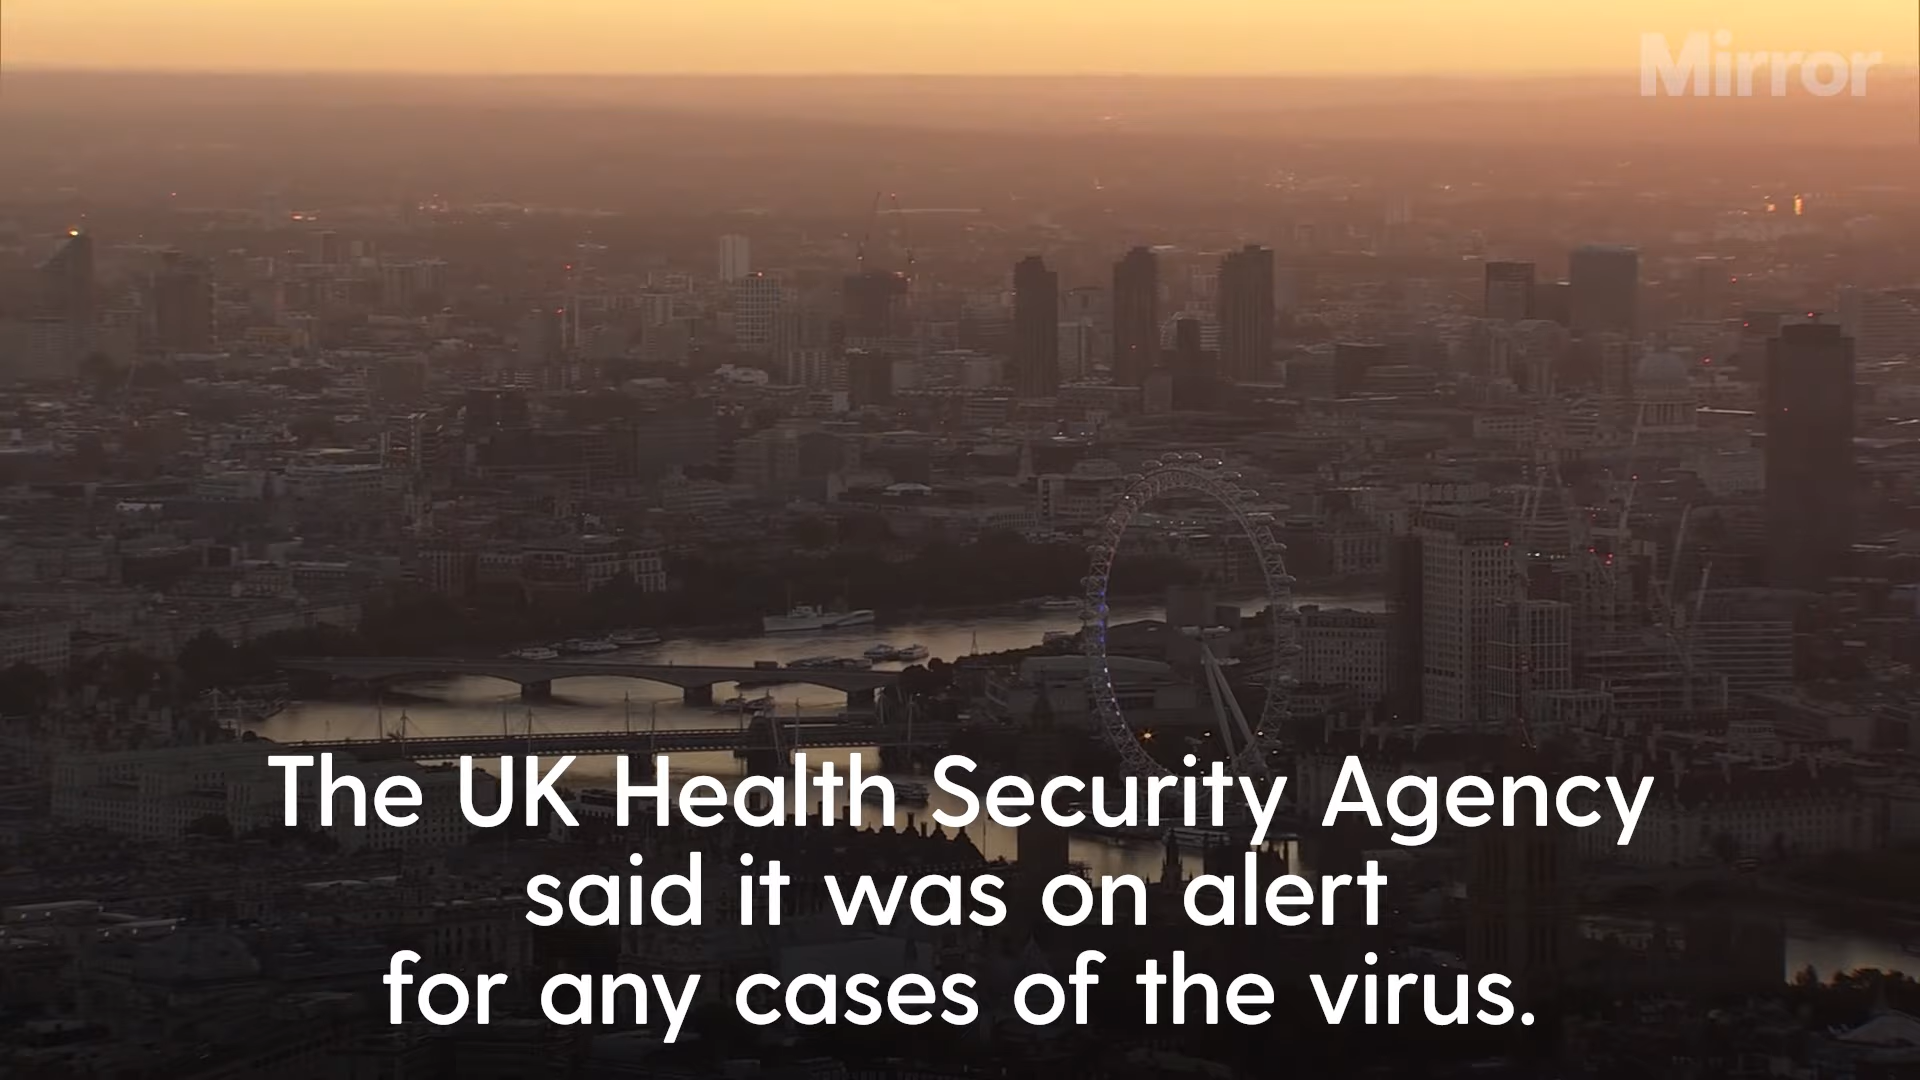 Mirror
The UK Health Security Agency
said it was on alert
for any cases of the virus.